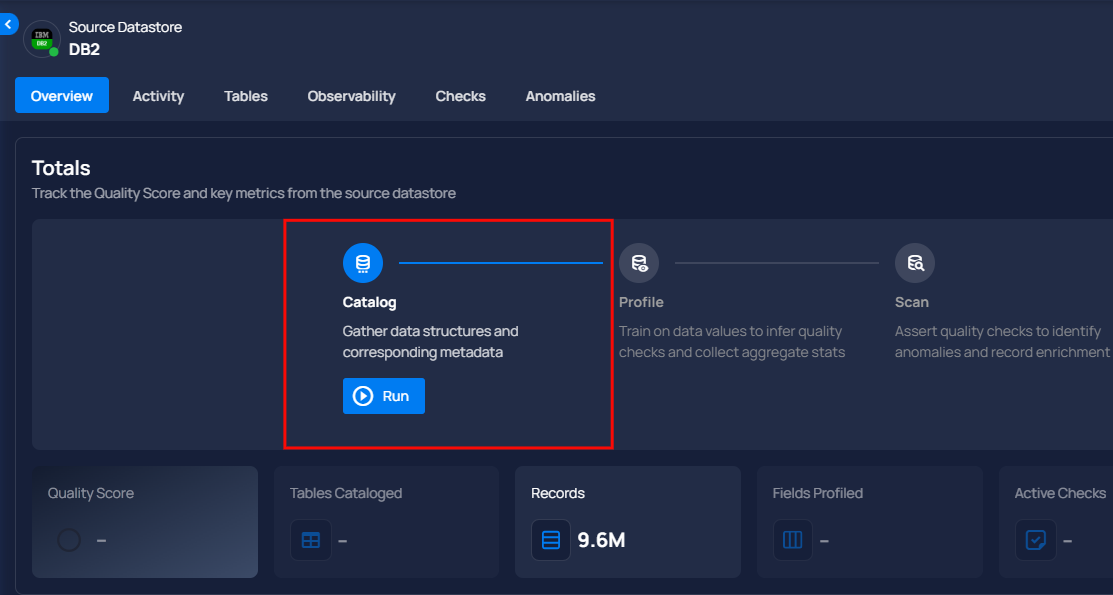 IBM
DB2
Source Datastore
DB2
Overview
Activity
Tables
Observability
Checks
Anomalies
Totals
Track the Quality Score and key metrics from the source datastore
Catalog
Gather data structures and
corresponding metadata
Run
Profile
Train on data values to infer quality
checks and collect aggregate stats
Scan
Assert quality checks to identify
anomalies and record enrichment
Quality Score
–
Tables Cataloged
–
Records
9.6M
Fields Profiled
–
Active Checks
–